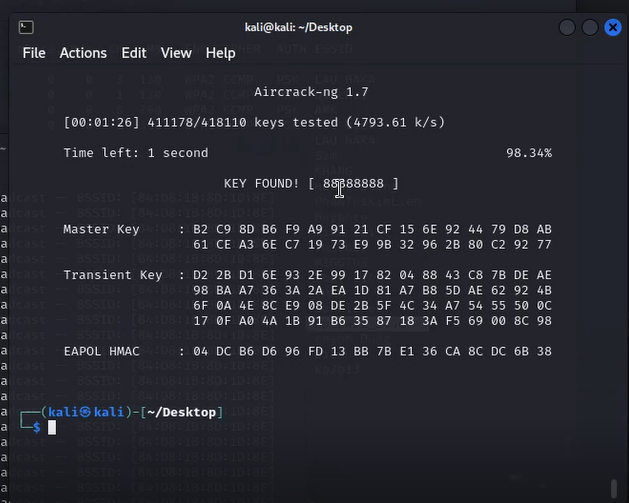 kali@kali: ~/Desktop
File Actions Edit View Help
Aircrack-ng 1.7
[00:01:26] 411178/418110 keys tested (4793.61 k/s)
Time left: 1 second 98.34%
KEY FOUND! [ 88888888 ]
Master Key : B2 C9 8D B6 F9 A9 91 21 CF 15 6E 92 44 79 D8 AB
61 CE A3 6E C7 19 73 E9 9B 32 96 2B 80 C2 92 77
Transient Key : D2 2B D1 6E 93 2E 99 17 82 04 88 43 C8 7B DE AE
98 BA A7 36 3A 2A EA 1D 81 A7 B8 5D AE 62 92 4B
6F 0A 4E 8C E9 08 DE 2B 5F 4C 34 A7 54 55 50 0C
17 0F A0 4A 1B 91 B6 35 87 18 3A F5 69 00 8C 98
EAPOL HMAC : 04 DC B6 D6 96 FD 13 BB 7B E1 36 CA 8C DC 6B 38
┌──(kali㉿kali)-[~/Desktop]
└─$